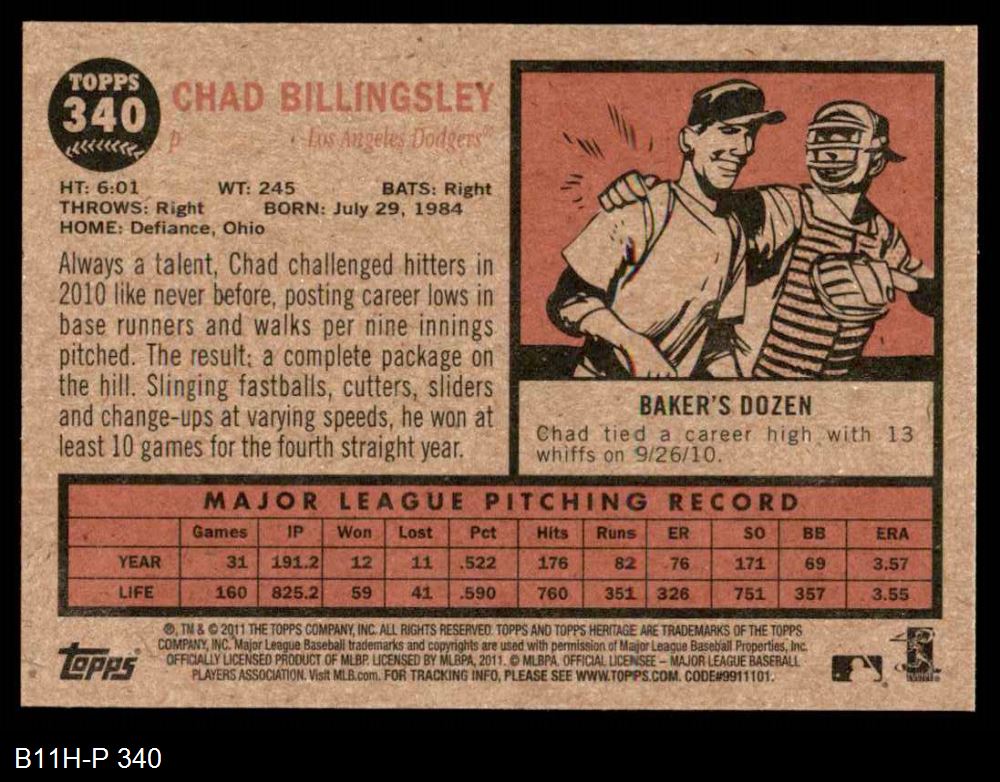 TOPPS
340
CHAD BILLINGSLEY
p Los Angeles Dodgers™
HT: 6:01 WT: 245 BATS: Right
THROWS: Right BORN: July 29, 1984
HOME: Defiance, Ohio
Always a talent, Chad challenged hitters in
2010 like never before, posting career lows in
base runners and walks per nine innings
pitched. The result: a complete package on
the hill. Slinging fastballs, cutters, sliders
and change-ups at varying speeds, he won at
least 10 games for the fourth straight year.
BAKER'S DOZEN
Chad tied a career high with 13
whiffs on 9/26/10.
MAJOR LEAGUE PITCHING RECORD
Games IP Won Lost Pct Hits Runs ER SO BB ERA
YEAR 31 191.2 12 11 .522 176 82 76 171 69 3.57
LIFE 160 825.2 59 41 .590 760 351 326 751 357 3.55
®, TM & © 2011 THE TOPPS COMPANY, INC. ALL RIGHTS RESERVED. TOPPS AND TOPPS HERITAGE ARE TRADEMARKS OF THE TOPPS
COMPANY, INC. Major League Baseball trademarks and copyrights are used with permission of Major League Baseball Properties, Inc.
OFFICIALLY LICENSED PRODUCT OF MLBP. LICENSED BY MLBPA, 2011. © MLBPA, OFFICIAL LICENSEE – MAJOR LEAGUE BASEBALL
PLAYERS ASSOCIATION. Visit MLB.com. FOR TRACKING INFO, PLEASE SEE WWW.TOPPS.COM. CODE#9911101.
Topps®
B11H-P 340